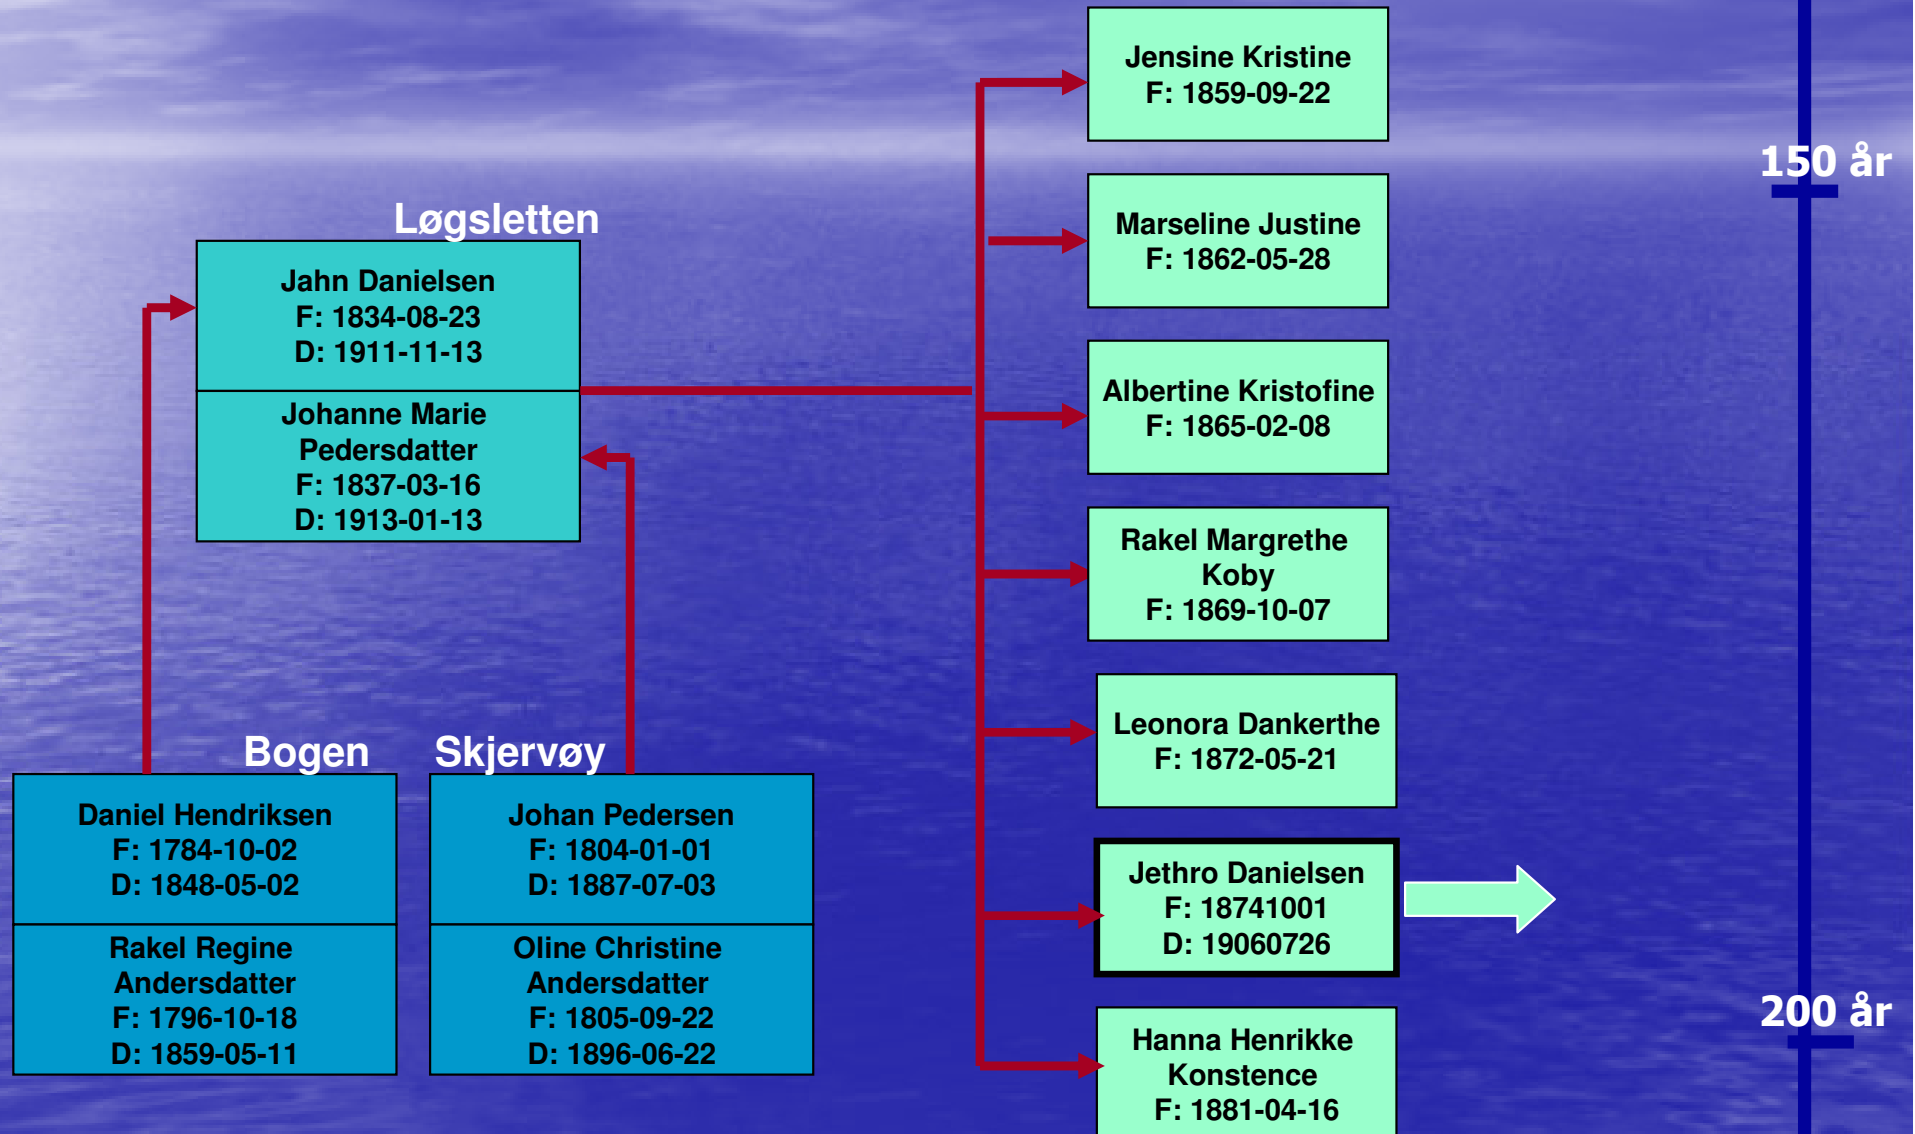 Løgsletten
Jahn Danielsen
F: 1834-08-23
D: 1911-11-13
Johanne Marie
Pedersdatter
F: 1837-03-16
D: 1913-01-13
Bogen
Daniel Hendriksen
F: 1784-10-02
D: 1848-05-02
Rakel Regine
Andersdatter
F: 1796-10-18
D: 1859-05-11
Skjervøy
Johan Pedersen
F: 1804-01-01
D: 1887-07-03
Oline Christine
Andersdatter
F: 1805-09-22
D: 1896-06-22
Jensine Kristine
F: 1859-09-22
Marseline Justine
F: 1862-05-28
Albertine Kristofine
F: 1865-02-08
Rakel Margrethe
Koby
F: 1869-10-07
Leonora Dankerthe
F: 1872-05-21
Jethro Danielsen
F: 18741001
D: 19060726
Hanna Henrikke
Konstence
F: 1881-04-16
150 år
200 år